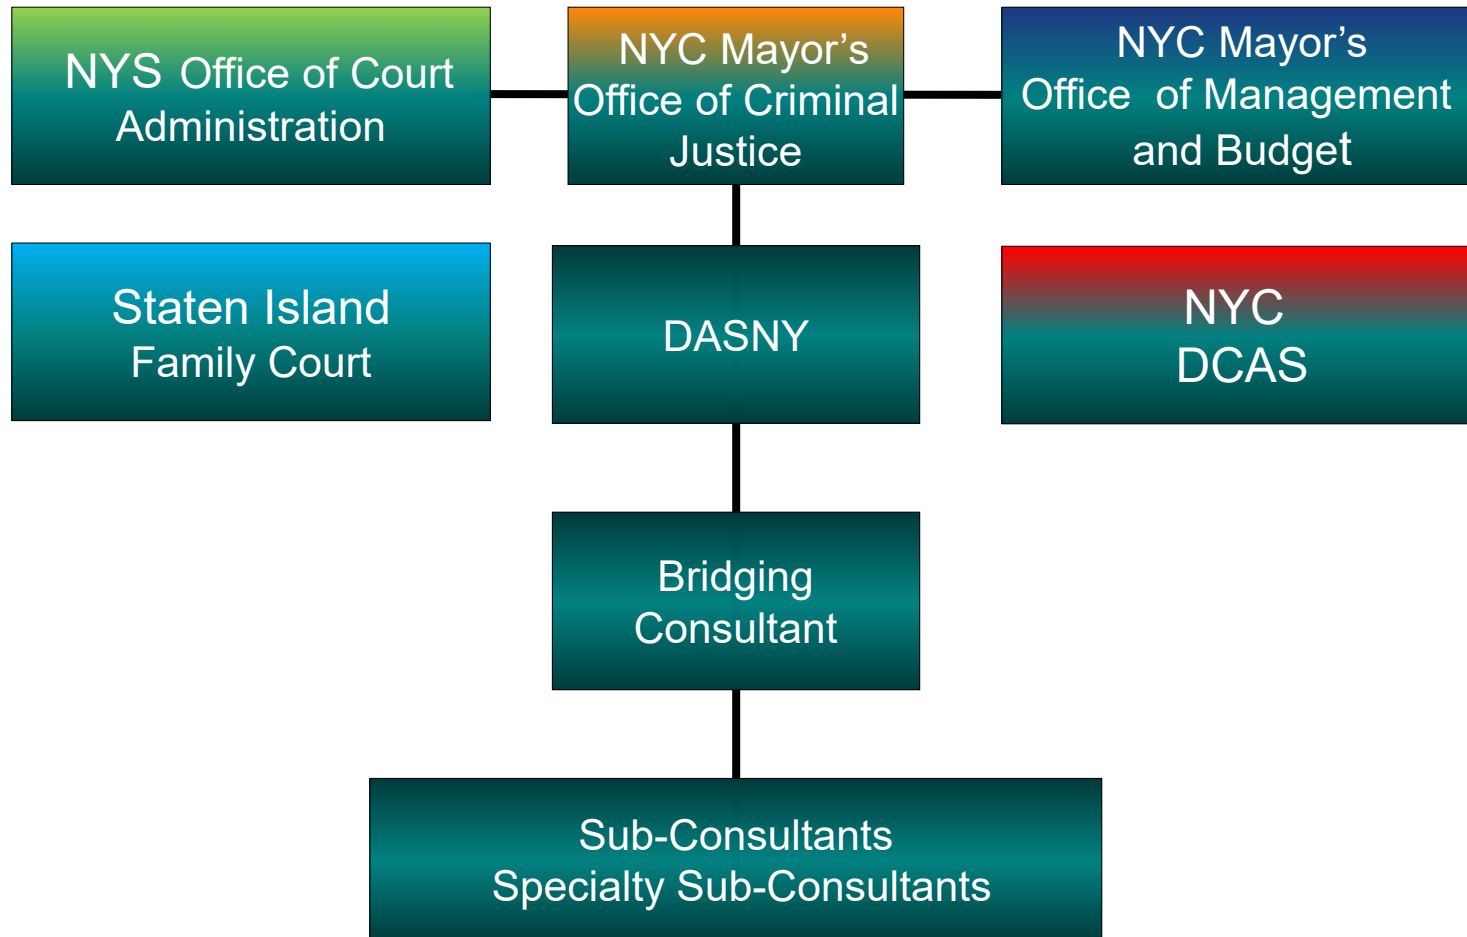 NYS Office of Court
Administration
NYC Mayor’s
Office of Criminal
Justice
NYC Mayor’s
Office of Management
and Budget
Staten Island
Family Court
DASNY
NYC
DCAS
Bridging
Consultant
Sub-Consultants
Specialty Sub-Consultants